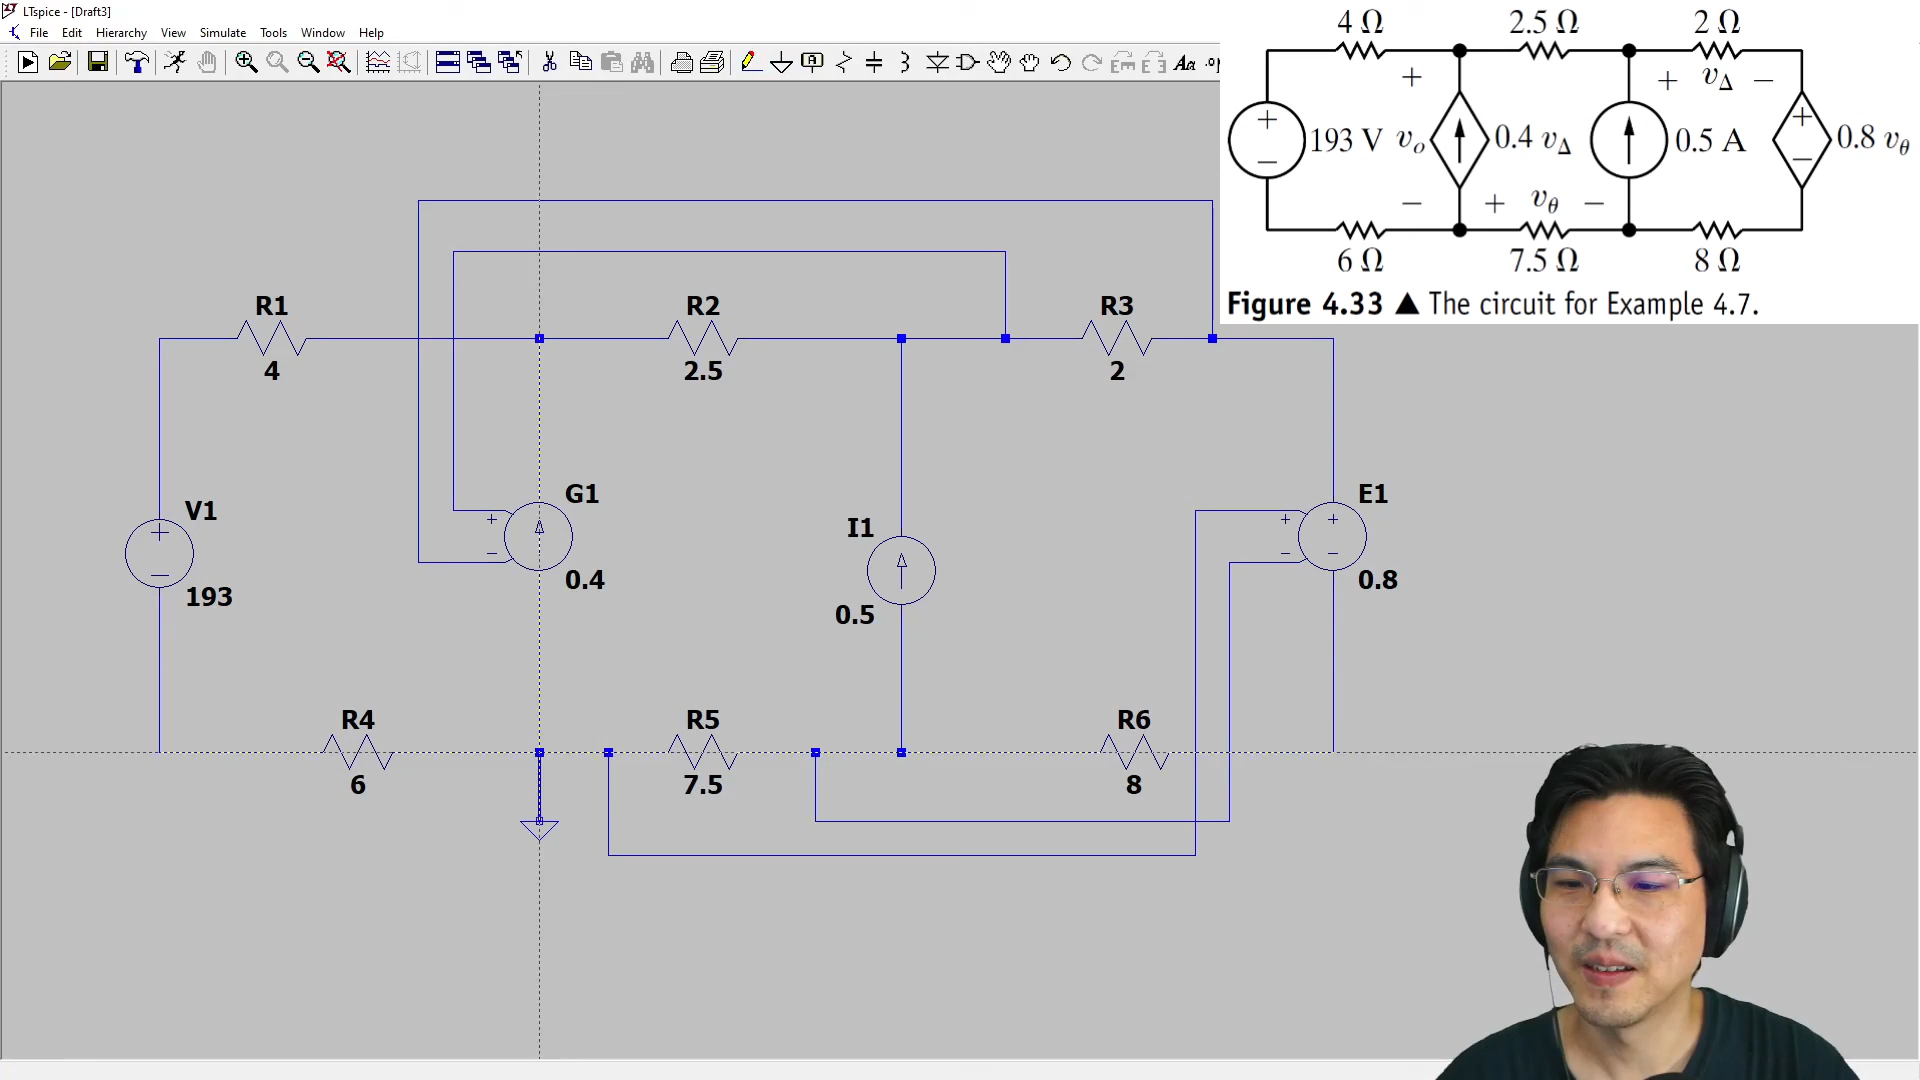 LTspice - [Draft3]
File Edit Hierarchy View Simulate Tools Window Help
Aa .op
4 Ω 2.5 Ω 2 Ω
+ + vΔ −
+ − 193 V vo 0.4 vΔ 0.5 A + − 0.8 vθ
− + vθ −
6 Ω 7.5 Ω 8 Ω
Figure 4.33 ▲ The circuit for Example 4.7.
R1 R2 R3
4 2.5 2
V1
+ −
193
G1
+ −
0.4
I1
0.5
E1
+ − + −
0.8
R4 R5 R6
6 7.5 8